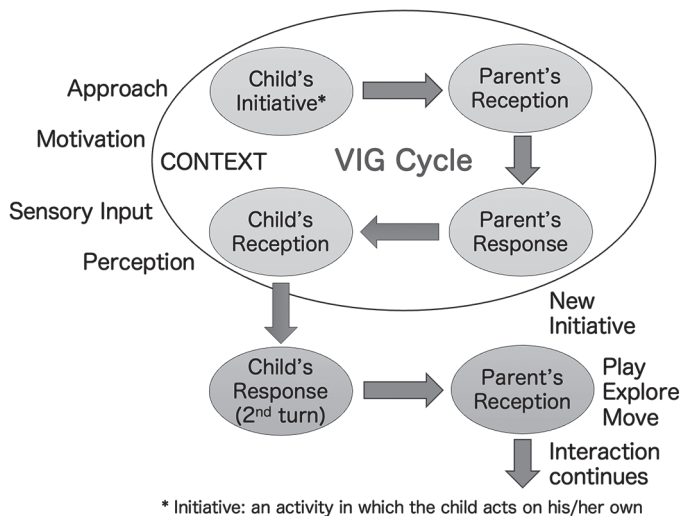 Child's
Initiative*
Parent's
Reception
Approach
Motivation
CONTEXT
VIG Cycle
Sensory Input
Perception
Child's
Reception
Parent's
Response
New
Initiative
Child's
Response
(2nd turn)
Parent's
Reception
Play
Explore
Move
Interaction
continues
* Initiative: an activity in which the child acts on his/her own